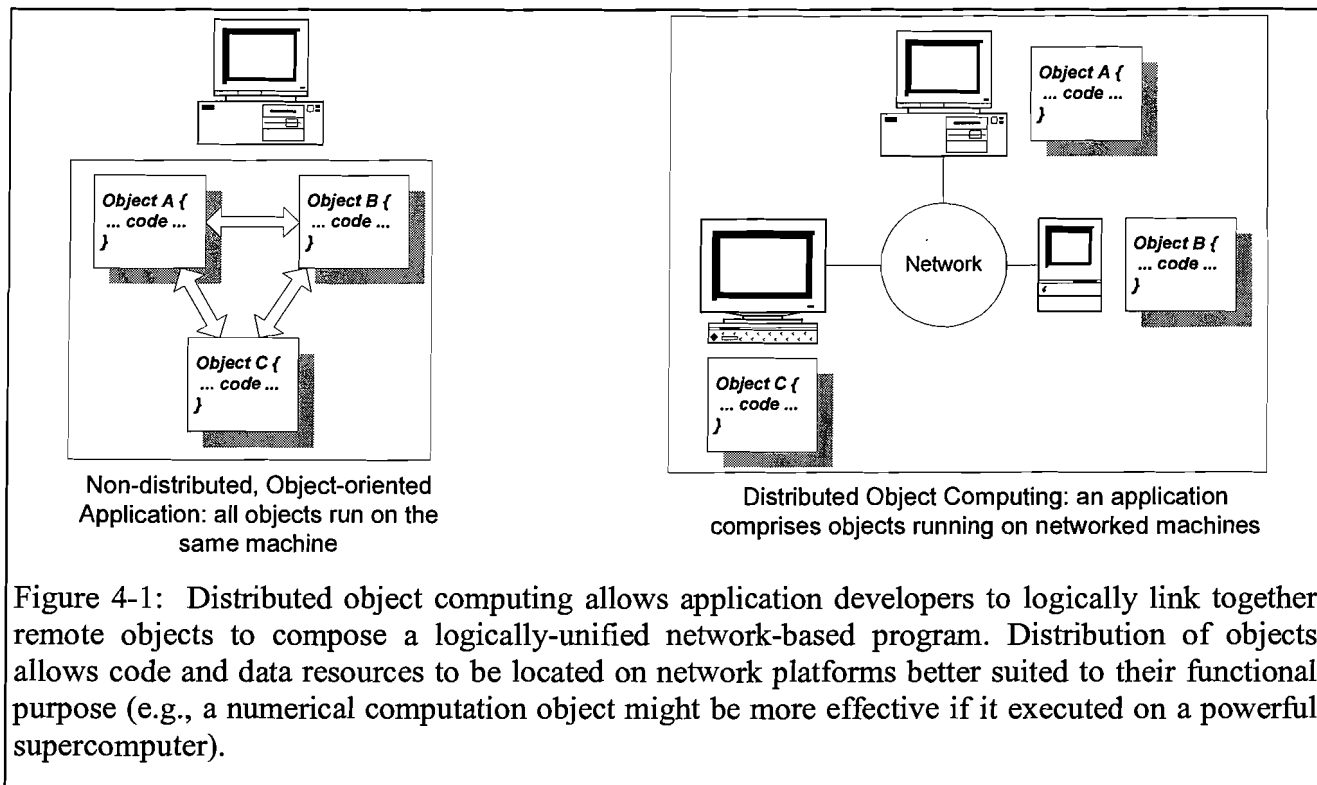 Object A {
... code ...
}
Object B {
... code ...
}
Object C {
... code ...
}
Non-distributed, Object-oriented
Application: all objects run on the
same machine
Object A {
... code ...
}
Network
Object B {
... code ...
}
Object C {
... code ...
}
Distributed Object Computing: an application
comprises objects running on networked machines
Figure 4-1: Distributed object computing allows application developers to logically link together
remote objects to compose a logically-unified network-based program. Distribution of objects
allows code and data resources to be located on network platforms better suited to their functional
purpose (e.g., a numerical computation object might be more effective if it executed on a powerful
supercomputer).